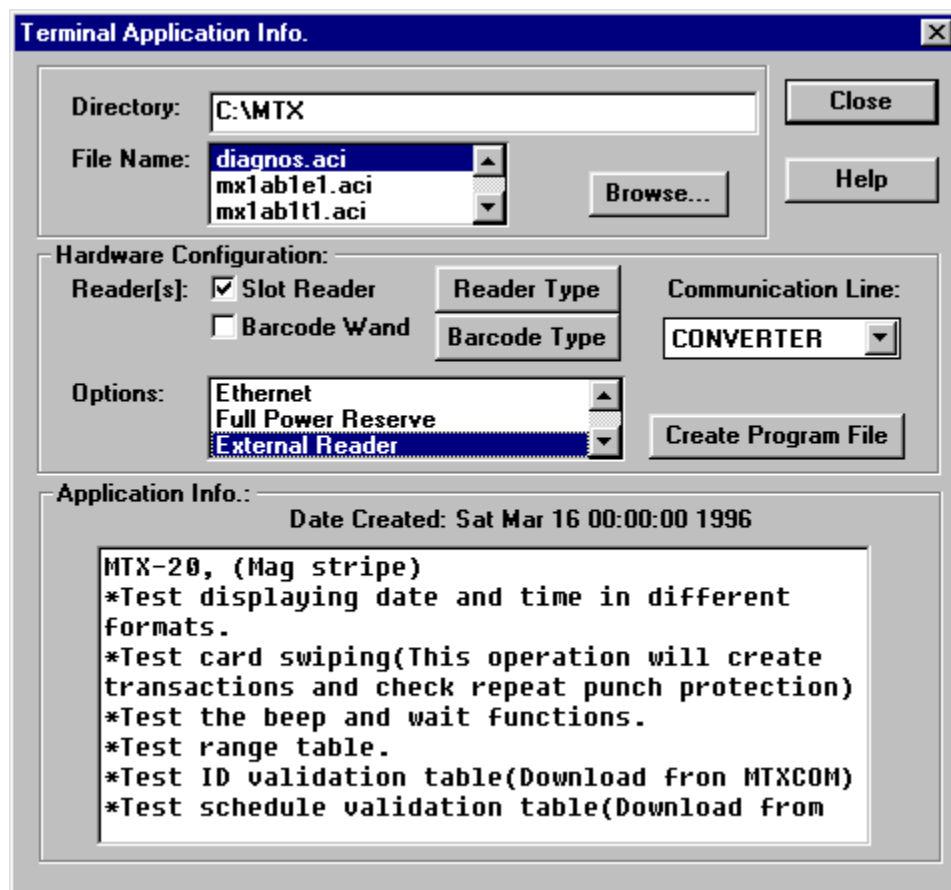 Terminal Application Info.
Directory: C:\MTX
Close
File Name: diagnos.aci
mx1ab1e1.aci
mx1ab1t1.aci
Browse...
Help
Hardware Configuration:
Reader[s]: Slot Reader
Reader Type
Communication Line:
Barcode Wand
Barcode Type
CONVERTER
Options: Ethernet
Full Power Reserve
External Reader
Create Program File
Application Info.:
Date Created: Sat Mar 16 00:00:00 1996
MTX-20, (Mag stripe)
*Test displaying date and time in different
formats.
*Test card swiping(This operation will create
transactions and check repeat punch protection)
*Test the beep and wait functions.
*Test range table.
*Test ID validation table(Download fron MTXCOM)
*Test schedule validation table(Download from